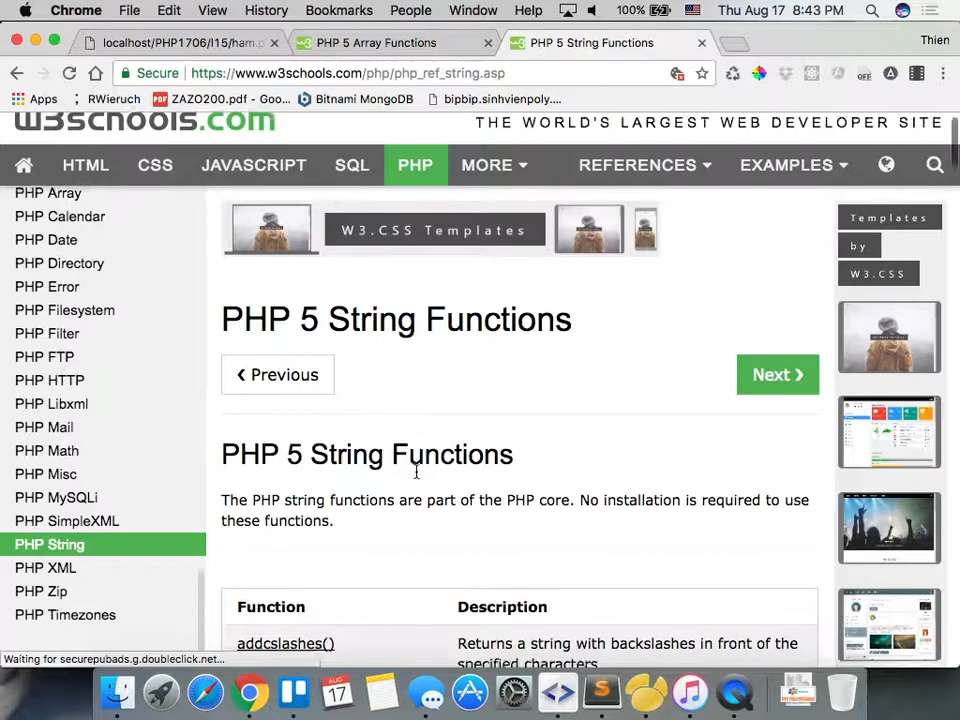 Chrome File Edit View History Bookmarks People Window Help 100% Thu Aug 17 8:43 PM
localhost/PHP1706/l15/ham.p
PHP 5 Array Functions
PHP 5 String Functions
Thien
Secure https://www.w3schools.com/php/php_ref_string.asp
OFF
Apps RWieruch ZAZO200.pdf - Goo... Bitnami MongoDB bipbip.sinhvienpoly....
w3schools.com
THE WORLD'S LARGEST WEB DEVELOPER SITE
HTML CSS JAVASCRIPT SQL PHP MORE REFERENCES EXAMPLES
PHP Array
PHP Calendar
PHP Date
PHP Directory
PHP Error
PHP Filesystem
PHP Filter
PHP FTP
PHP HTTP
PHP Libxml
PHP Mail
PHP Math
PHP Misc
PHP MySQLi
PHP SimpleXML
PHP String
PHP XML
PHP Zip
PHP Timezones
W3.CSS Templates
PHP 5 String Functions
❮ Previous
Next ❯
PHP 5 String Functions
The PHP string functions are part of the PHP core. No installation is required to use
these functions.
Function Description
addcslashes() Returns a string with backslashes in front of the
specified characters
Templates
by
W3.CSS
Waiting for securepubads.g.doubleclick.net...
AUG
17